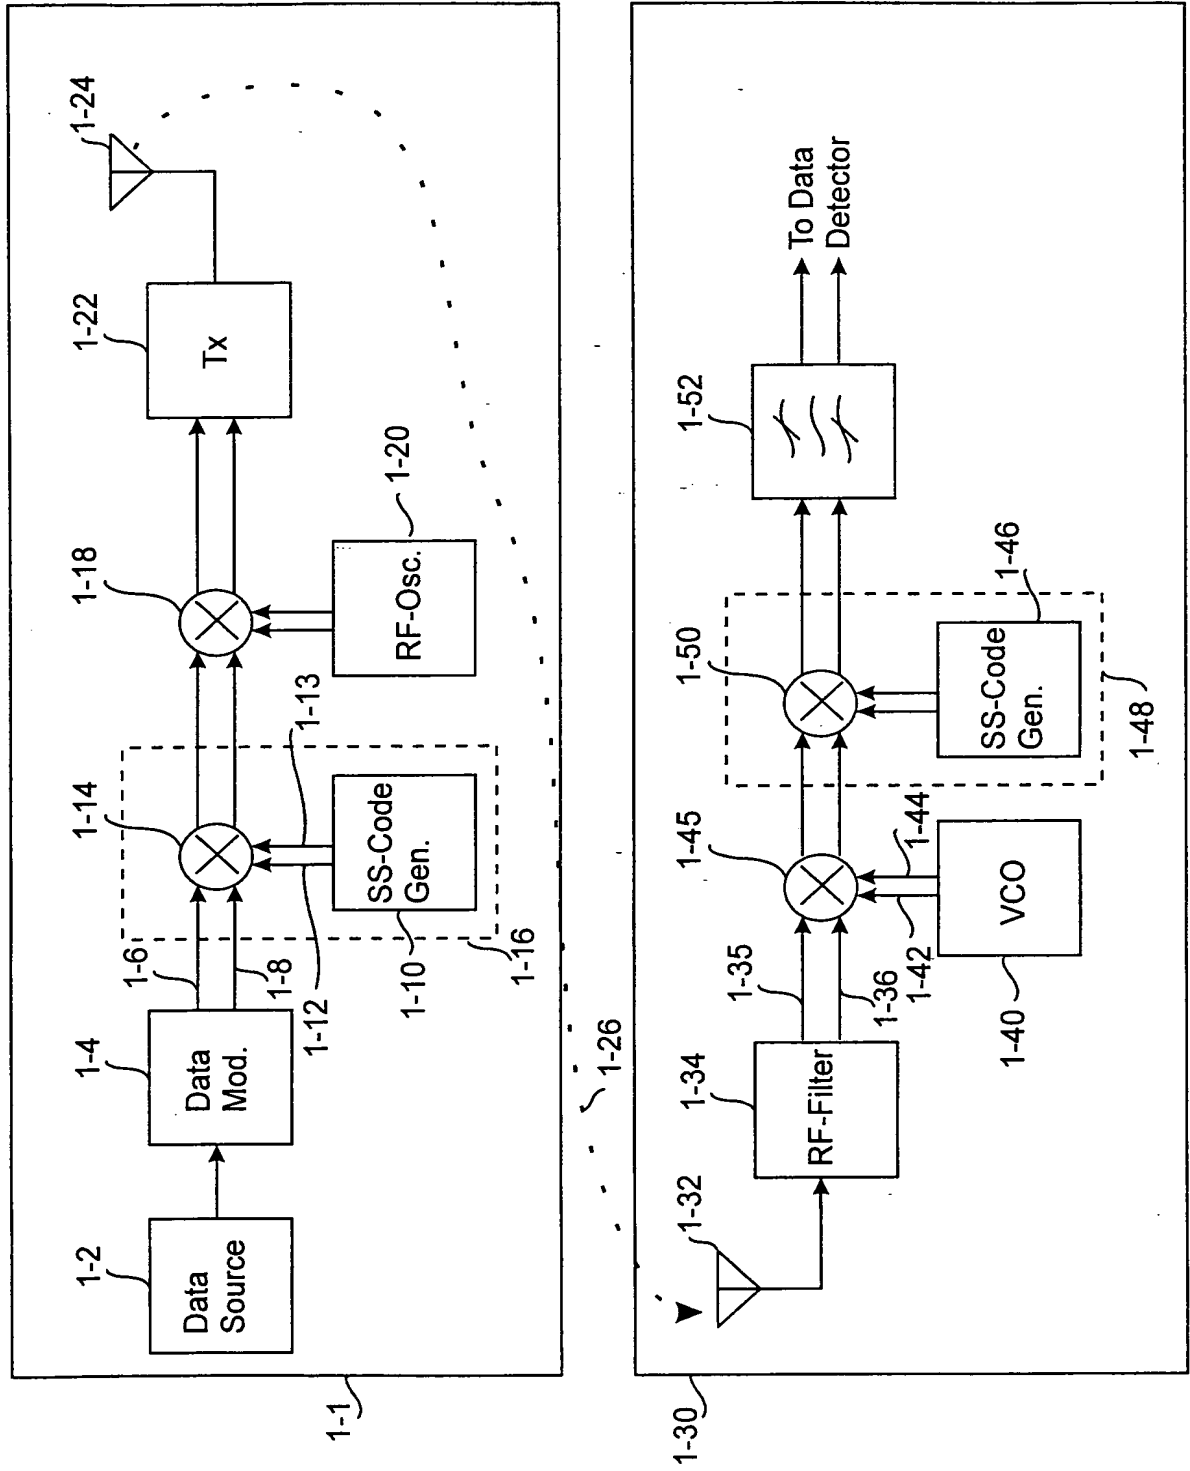 1-24
1-22
Tx
1-18
1-20
RF-Osc.
1-14
1-13
SS-Code
Gen.
1-6
1-8
1-12
1-10
1-16
1-4
Data
Mod.
1-2
Data
Source
1-1
1-26
To Data
Detector
1-52
1-50
1-46
SS-Code
Gen.
1-48
1-45
1-44
VCO
1-35
1-36
1-42
1-40
1-34
RF-Filter
1-32
1-30